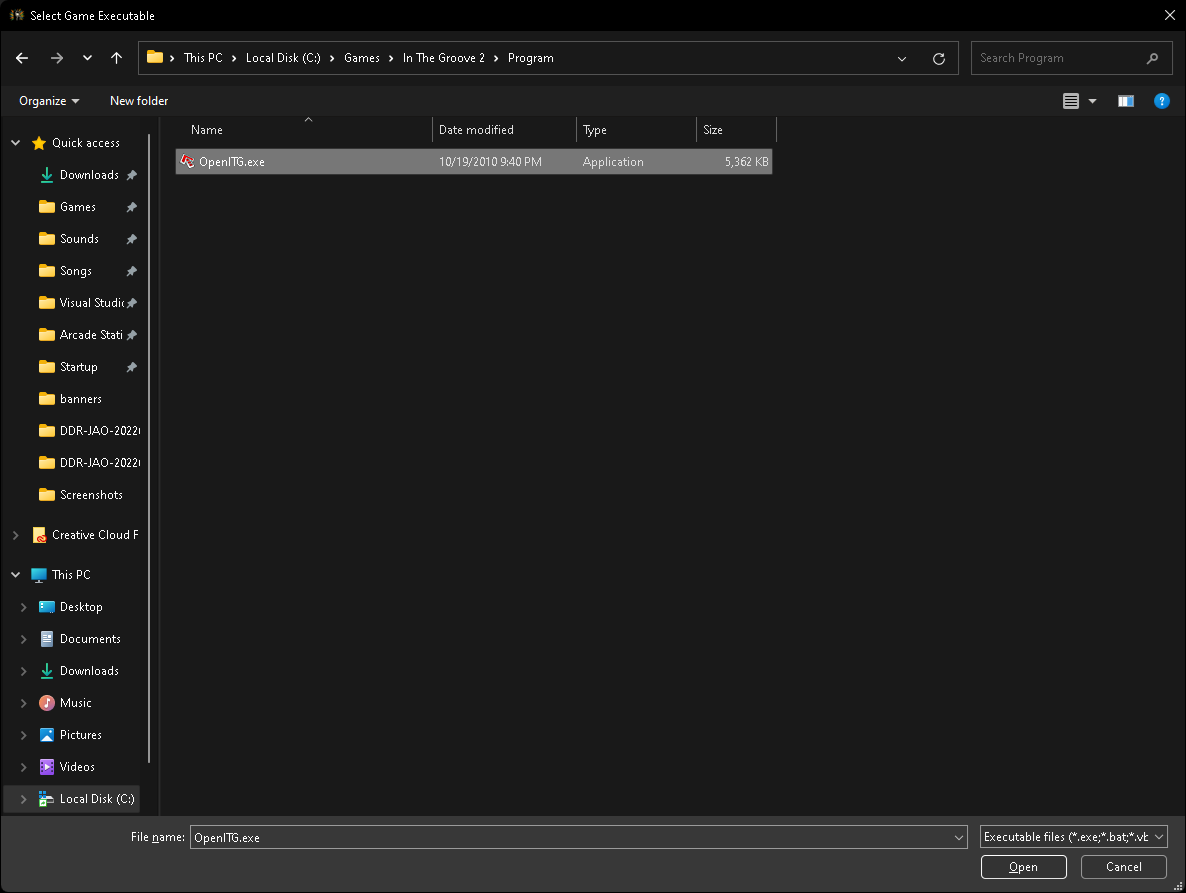 Select Game Executable
This PC > Local Disk (C:) > Games > In The Groove 2 > Program
Search Program
Organize
New folder
Name
Date modified
Type
Size
OpenITG.exe
10/19/2010 9:40 PM
Application
5,362 KB
Quick access
Downloads
Games
Sounds
Songs
Visual Studi
Arcade Stati
Startup
banners
DDR-JAO-2022
DDR-JAO-2022
Screenshots
Creative Cloud F
This PC
Desktop
Documents
Downloads
Music
Pictures
Videos
Local Disk (C:)
File name:
OpenITG.exe
Executable files (*.exe;*.bat;*.vb
Open
Cancel